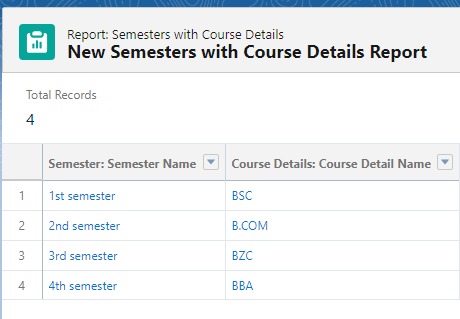 Report: Semesters with Course Details
New Semesters with Course Details Report
Total Records
4
Semester: Semester Name Course Details: Course Detail Name
1 1st semester BSC
2 2nd semester B.COM
3 3rd semester BZC
4 4th semester BBA